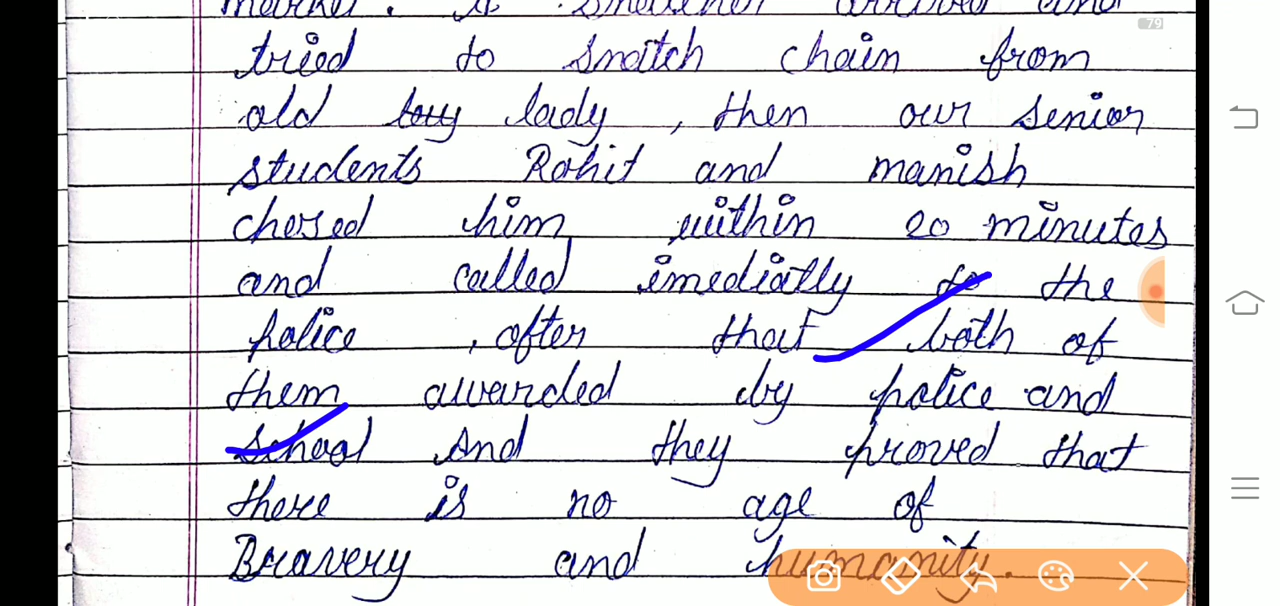 79
tried to snatch chain from
old lady , then our senior
students Rohit and manish
chased him within 20 minutes
and called imediatly to the
police , after that both of
them awarded by police and
school And they proved that
there is no age of
Bravery and humanity.